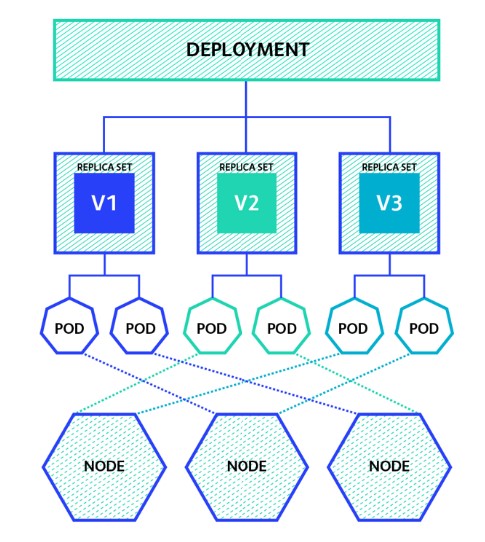 DEPLOYMENT
REPLICA SET
V1
REPLICA SET
V2
REPLICA SET
V3
POD
POD
POD
POD
POD
POD
NODE
NODE
NODE